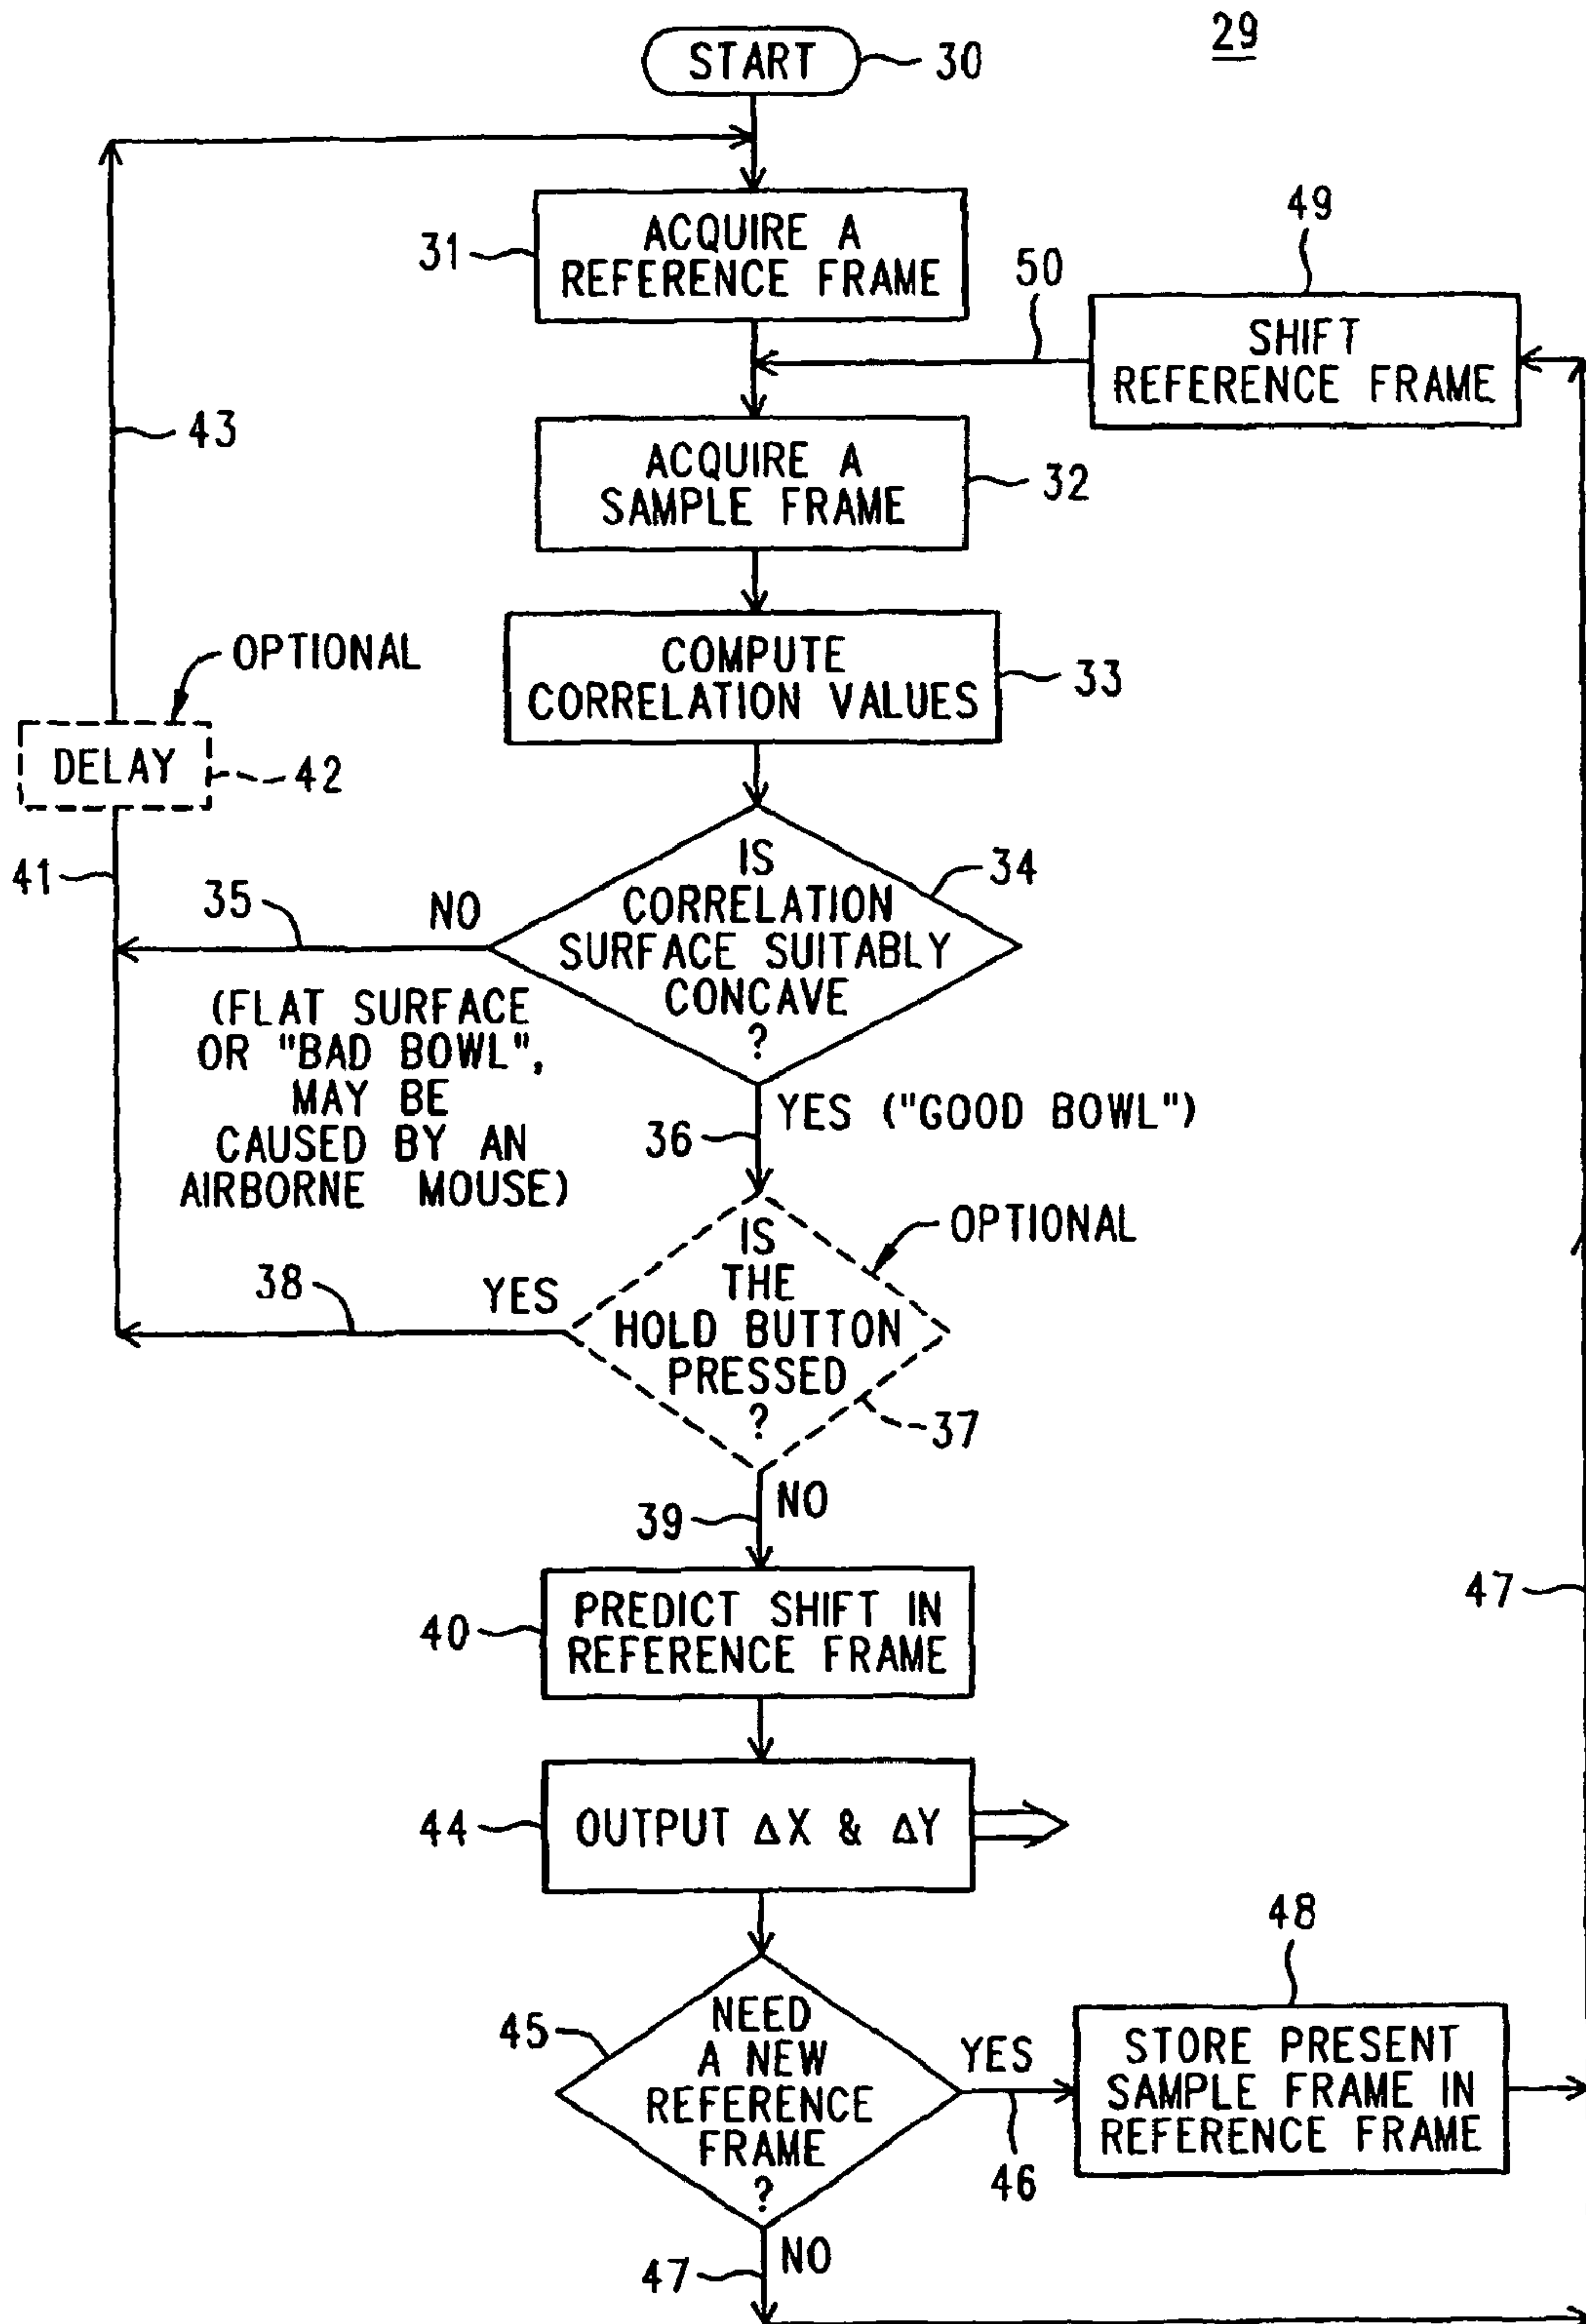 29
START
30
ACQUIRE A
REFERENCE FRAME
31
49
SHIFT
REFERENCE FRAME
50
43
ACQUIRE A
SAMPLE FRAME
32
OPTIONAL
COMPUTE
CORRELATION VALUES
33
DELAY
42
41
35
NO
IS
CORRELATION
SURFACE SUITABLY
CONCAVE
?
34
(FLAT SURFACE
OR "BAD BOWL",
MAY BE
CAUSED BY AN
AIRBORNE MOUSE)
36
YES ("GOOD BOWL")
OPTIONAL
38
YES
IS
THE
HOLD BUTTON
PRESSED
?
37
39
NO
40
PREDICT SHIFT IN
REFERENCE FRAME
47
44
OUTPUT ΔX & ΔY
45
NEED
A NEW
REFERENCE
FRAME
?
YES
46
48
STORE PRESENT
SAMPLE FRAME IN
REFERENCE FRAME
47
NO